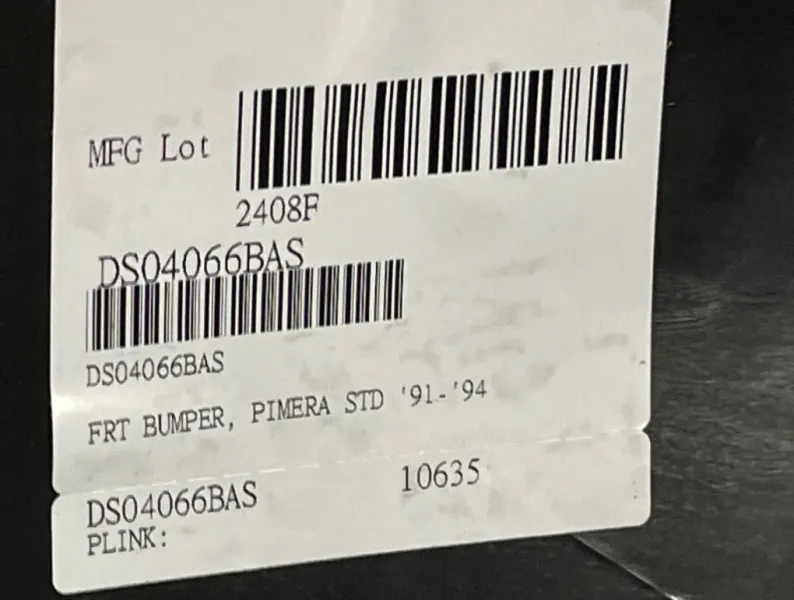 MFG Lot
2408F
DS04066BAS
DS04066BAS
FRT BUMPER, PIMERA STD '91-'94
DS04066BAS 10635
PLINK: